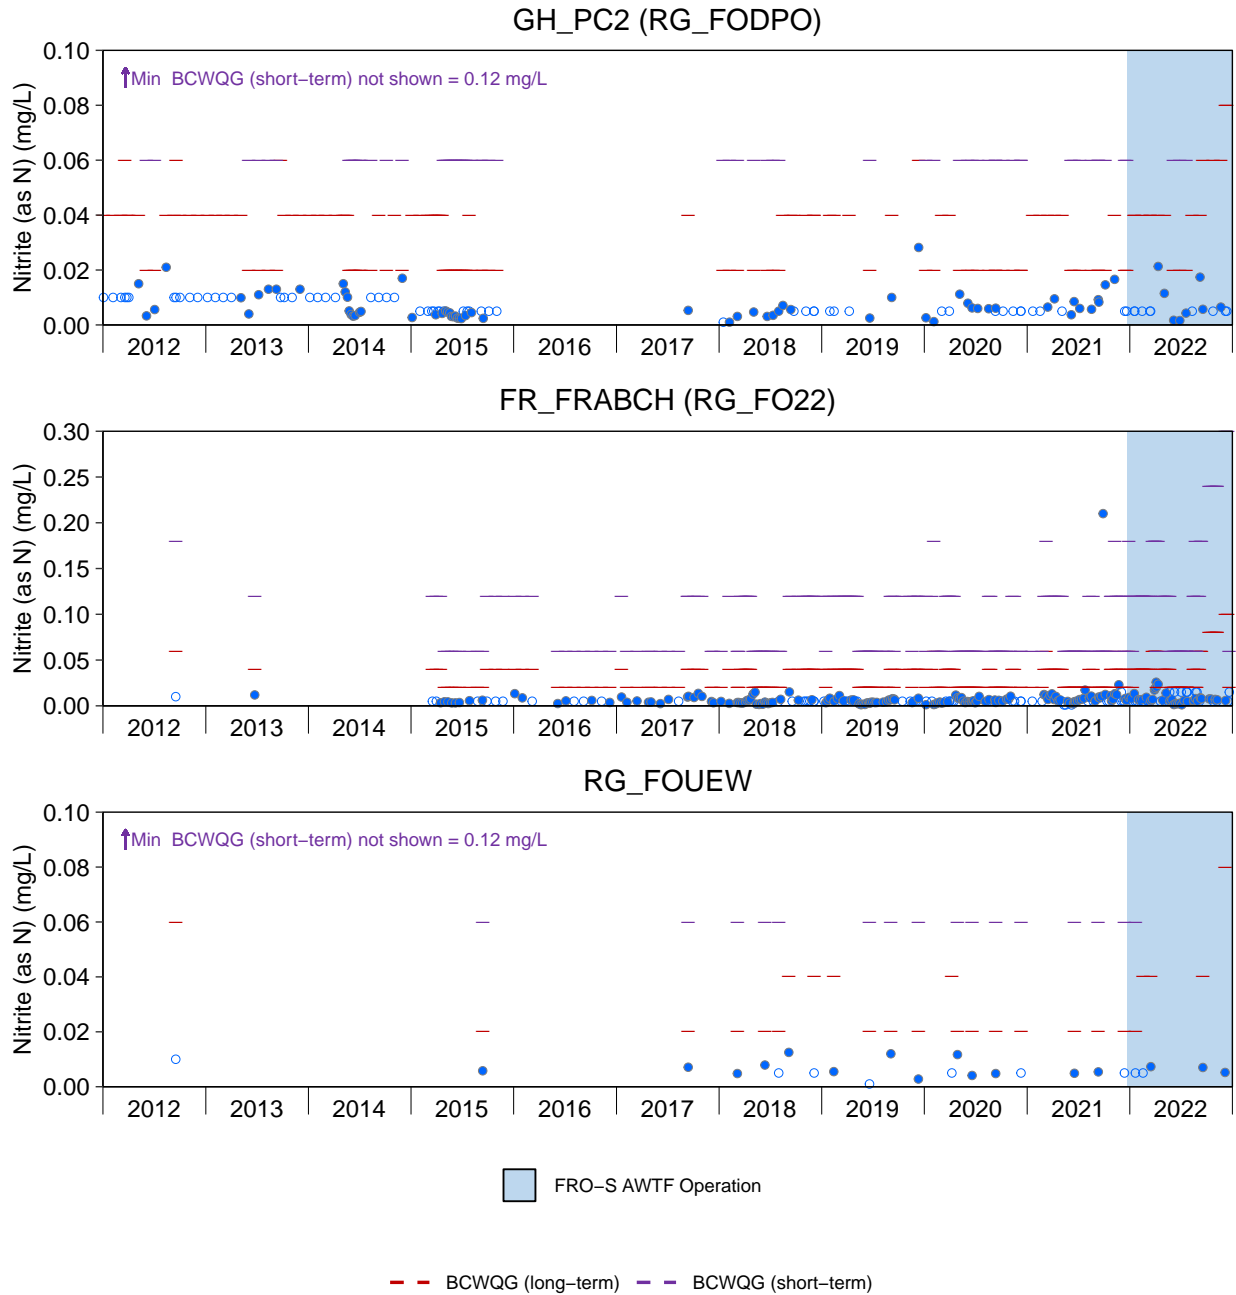 GH_PC2 (RG_FODPO)
Nitrite (as N) (mg/L)
0.10
0.08
0.06
0.04
0.02
0.00
↑Min BCWQG (short−term) not shown = 0.12 mg/L
2012 2013 2014 2015 2016 2017 2018 2019 2020 2021 2022
FR_FRABCH (RG_FO22)
Nitrite (as N) (mg/L)
0.30
0.25
0.20
0.15
0.10
0.05
0.00
2012 2013 2014 2015 2016 2017 2018 2019 2020 2021 2022
RG_FOUEW
Nitrite (as N) (mg/L)
0.10
0.08
0.06
0.04
0.02
0.00
↑Min BCWQG (short−term) not shown = 0.12 mg/L
2012 2013 2014 2015 2016 2017 2018 2019 2020 2021 2022
FRO−S AWTF Operation
BCWQG (long−term) BCWQG (short−term)